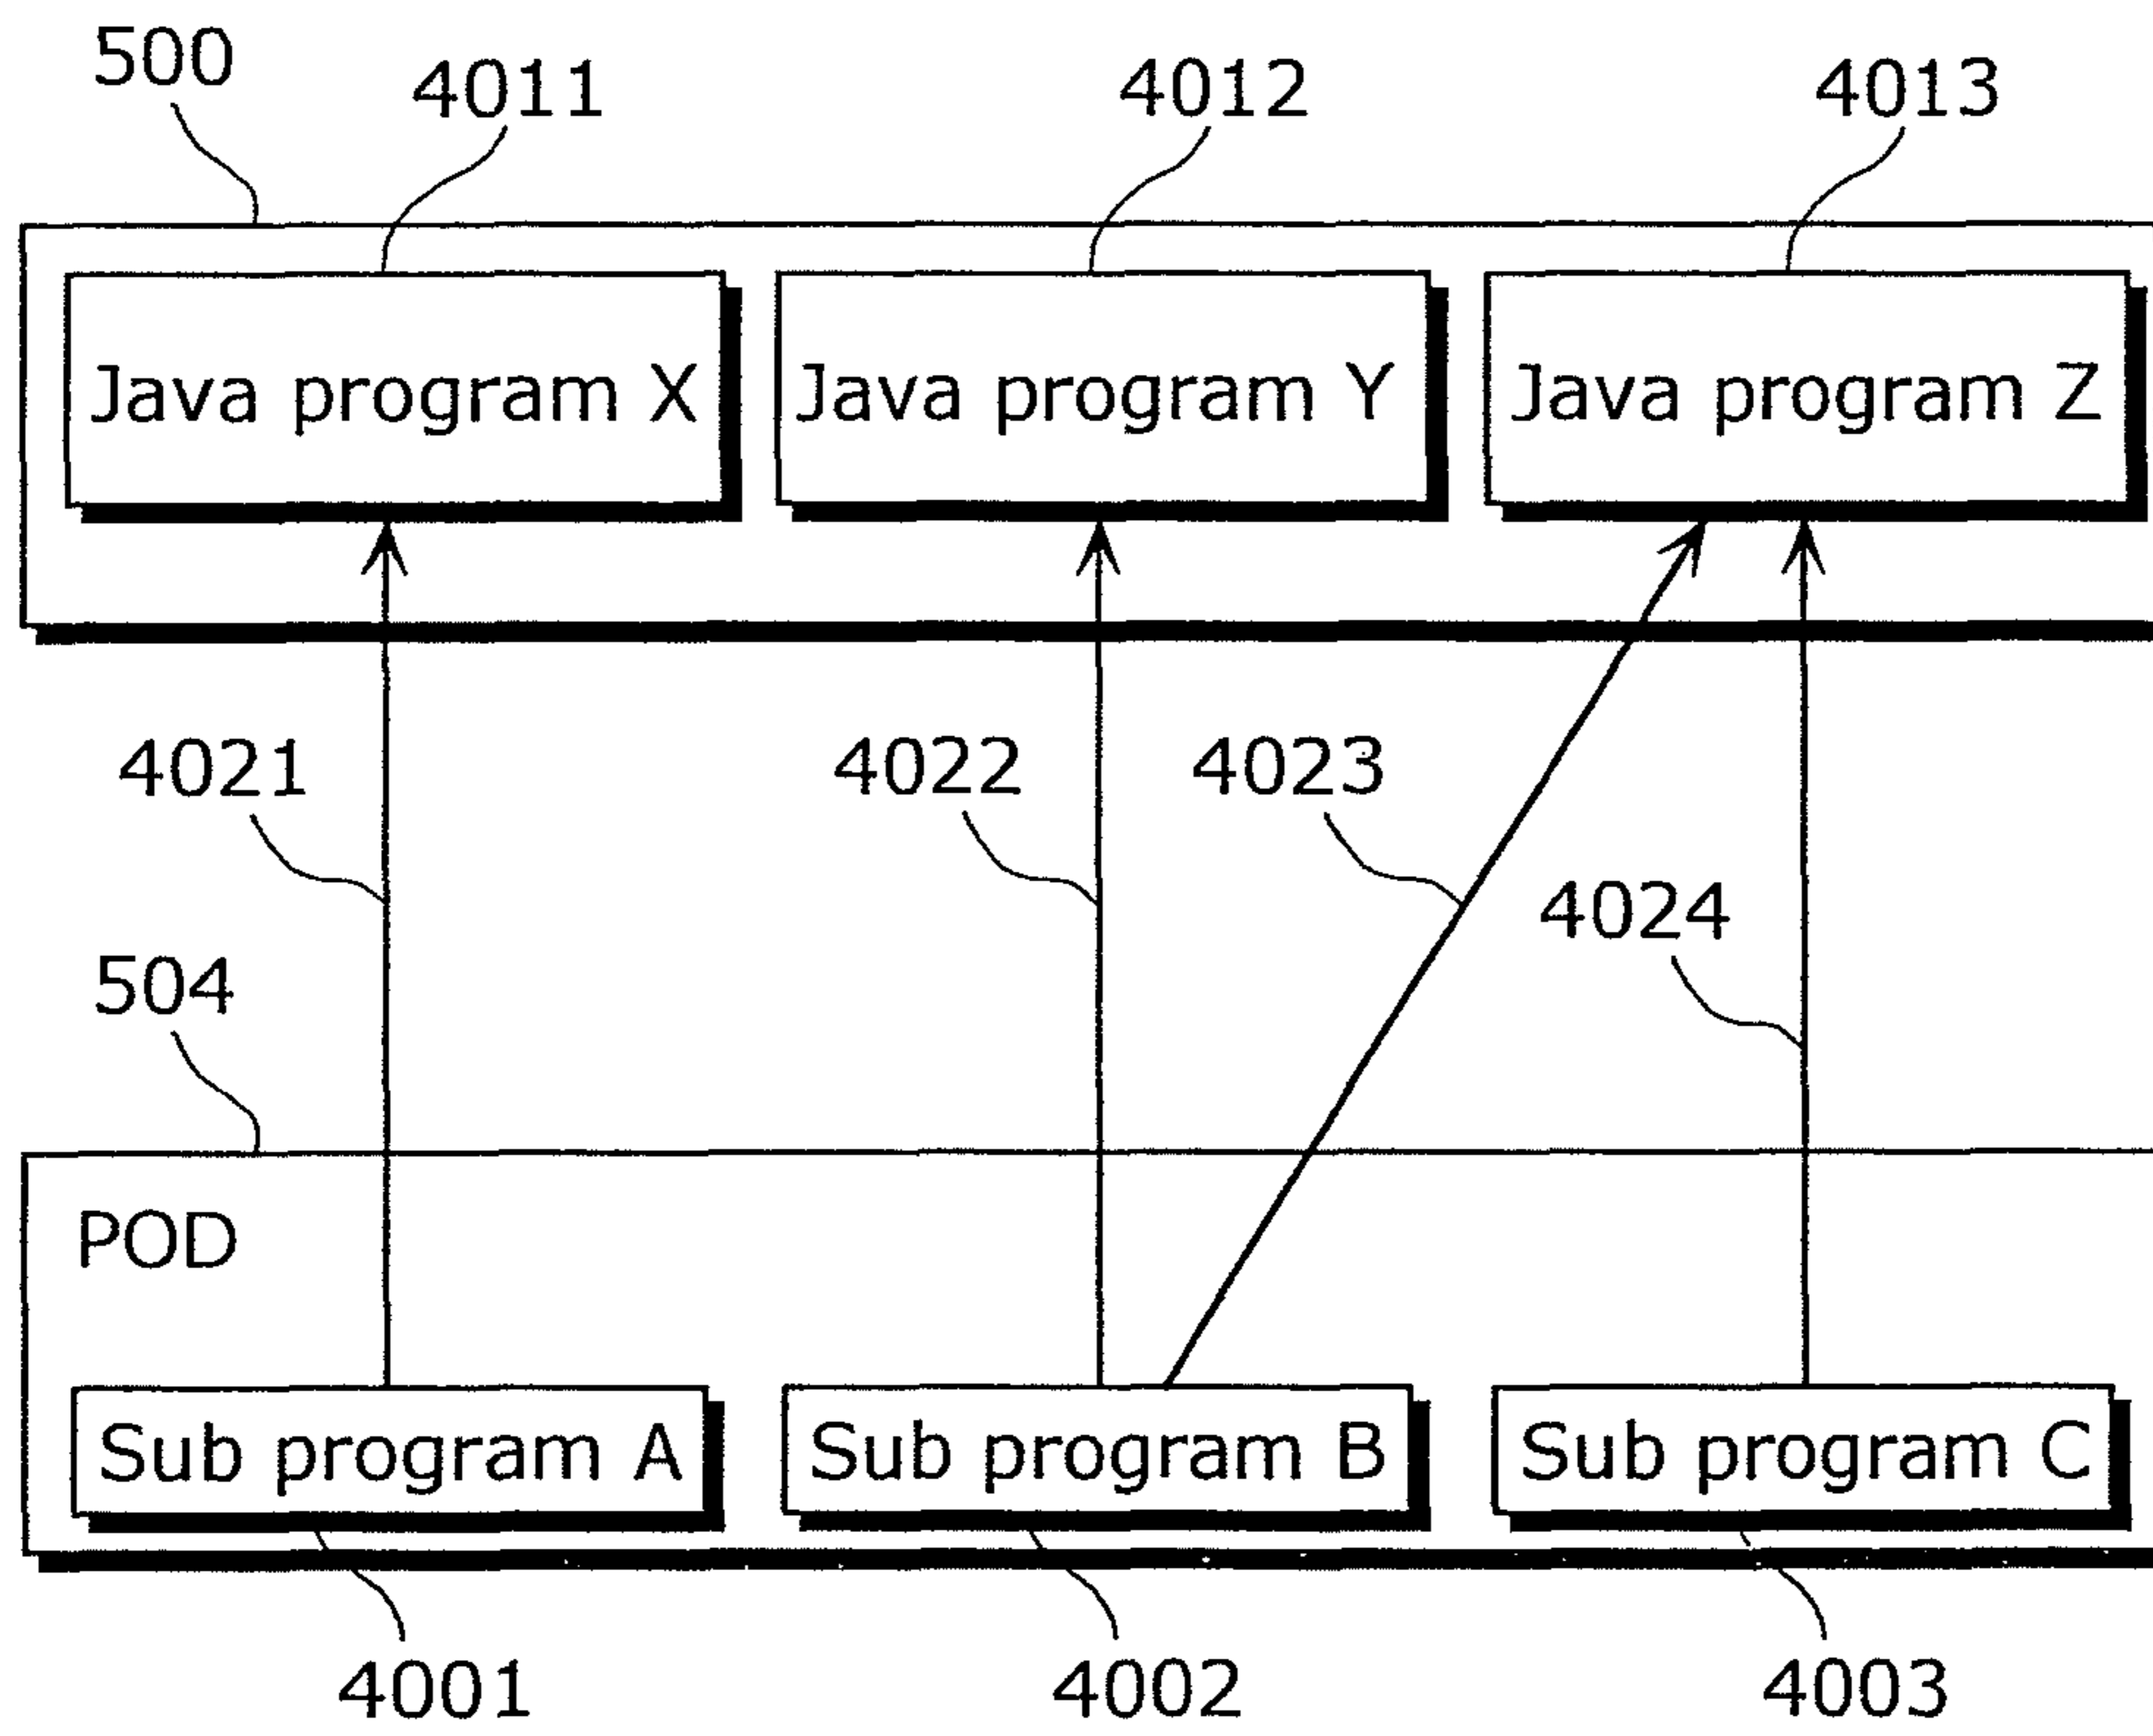 500
4011
4012
4013
Java program X
Java program Y
Java program Z
4021
4022
4023
4024
504
POD
Sub program A
Sub program B
Sub program C
4001
4002
4003